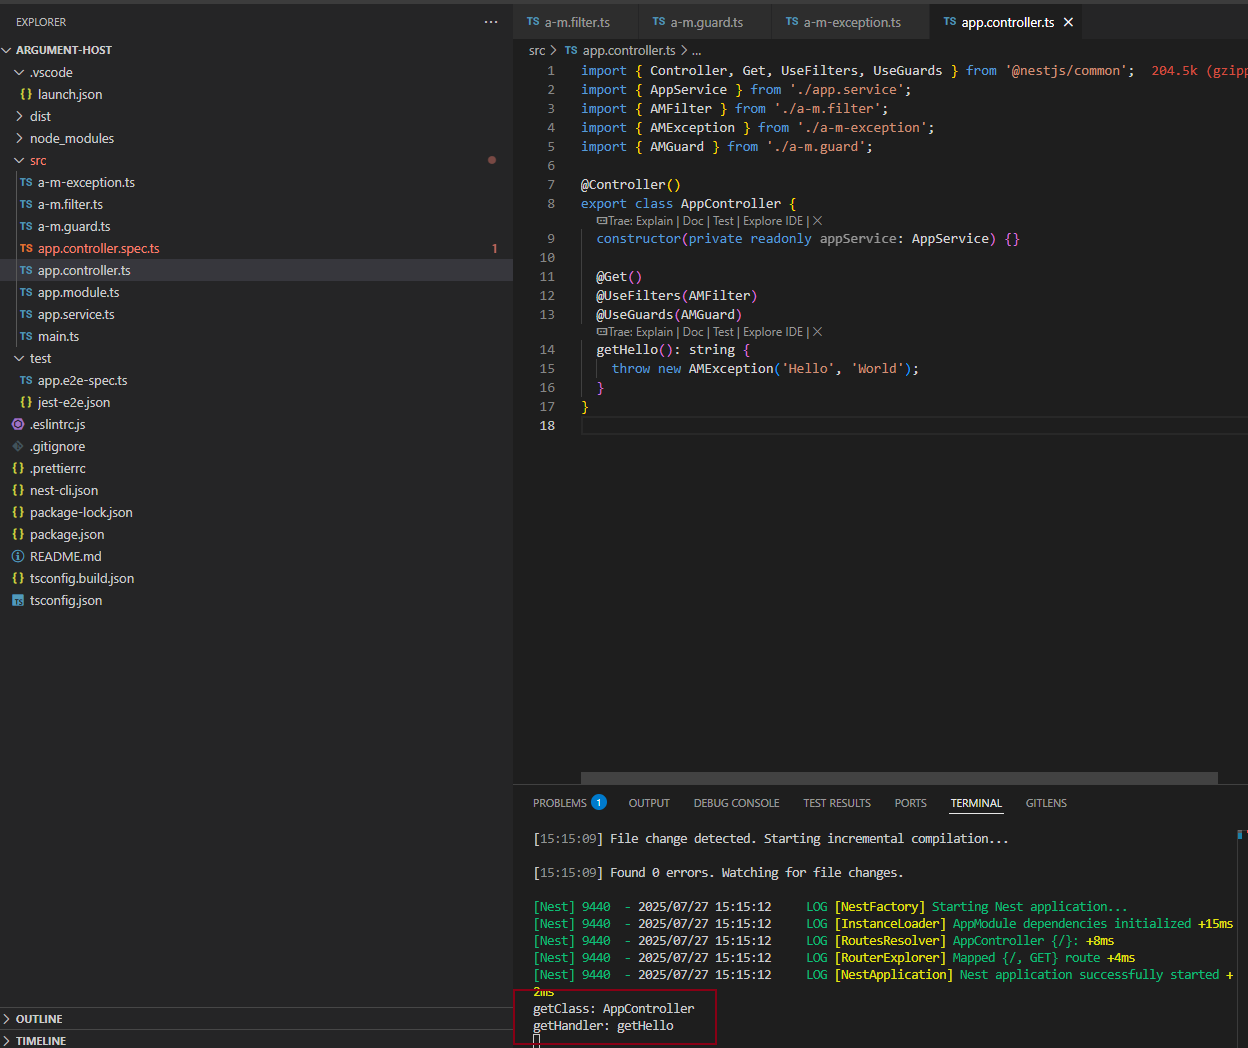 EXPLORER
ARGUMENT-HOST
.vscode
launch.json
dist
node_modules
src
a-m-exception.ts
a-m.filter.ts
a-m.guard.ts
app.controller.spec.ts 1
app.controller.ts
app.module.ts
app.service.ts
main.ts
test
app.e2e-spec.ts
jest-e2e.json
.eslintrc.js
.gitignore
.prettierrc
nest-cli.json
package-lock.json
package.json
README.md
tsconfig.build.json
tsconfig.json
OUTLINE
TIMELINE
TS a-m.filter.ts TS a-m.guard.ts TS a-m-exception.ts TS app.controller.ts
src > TS app.controller.ts > ...
1 import { Controller, Get, UseFilters, UseGuards } from '@nestjs/common'; 204.5k (gzipp
2 import { AppService } from './app.service';
3 import { AMFilter } from './a-m.filter';
4 import { AMException } from './a-m-exception';
5 import { AMGuard } from './a-m.guard';
6
7 @Controller()
8 export class AppController {
Trae: Explain | Doc | Test | Explore IDE | X
9 constructor(private readonly appService: AppService) {}
10
11 @Get()
12 @UseFilters(AMFilter)
13 @UseGuards(AMGuard)
Trae: Explain | Doc | Test | Explore IDE | X
14 getHello(): string {
15 throw new AMException('Hello', 'World');
16 }
17 }
18
PROBLEMS 1 OUTPUT DEBUG CONSOLE TEST RESULTS PORTS TERMINAL GITLENS
[15:15:09] File change detected. Starting incremental compilation...
[15:15:09] Found 0 errors. Watching for file changes.
[Nest] 9440 - 2025/07/27 15:15:12 LOG [NestFactory] Starting Nest application...
[Nest] 9440 - 2025/07/27 15:15:12 LOG [InstanceLoader] AppModule dependencies initialized +15ms
[Nest] 9440 - 2025/07/27 15:15:12 LOG [RoutesResolver] AppController {/}: +8ms
[Nest] 9440 - 2025/07/27 15:15:12 LOG [RouterExplorer] Mapped {/, GET} route +4ms
[Nest] 9440 - 2025/07/27 15:15:12 LOG [NestApplication] Nest application successfully started +
2ms
getClass: AppController
getHandler: getHello